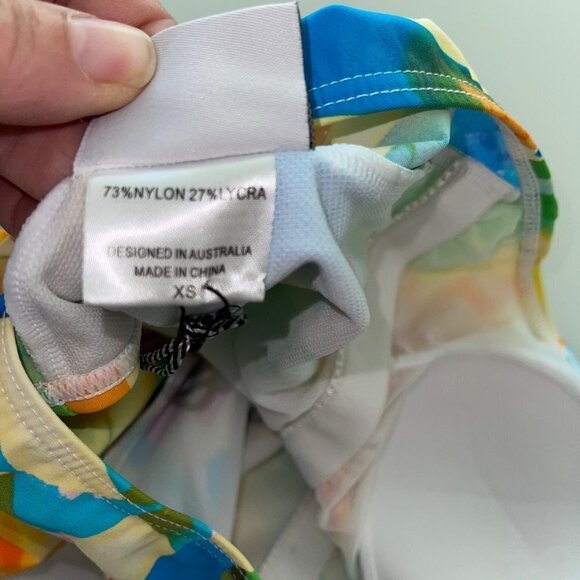 73%NYLON 27%LYCRA
DESIGNED IN AUSTRALIA
MADE IN CHINA
XS